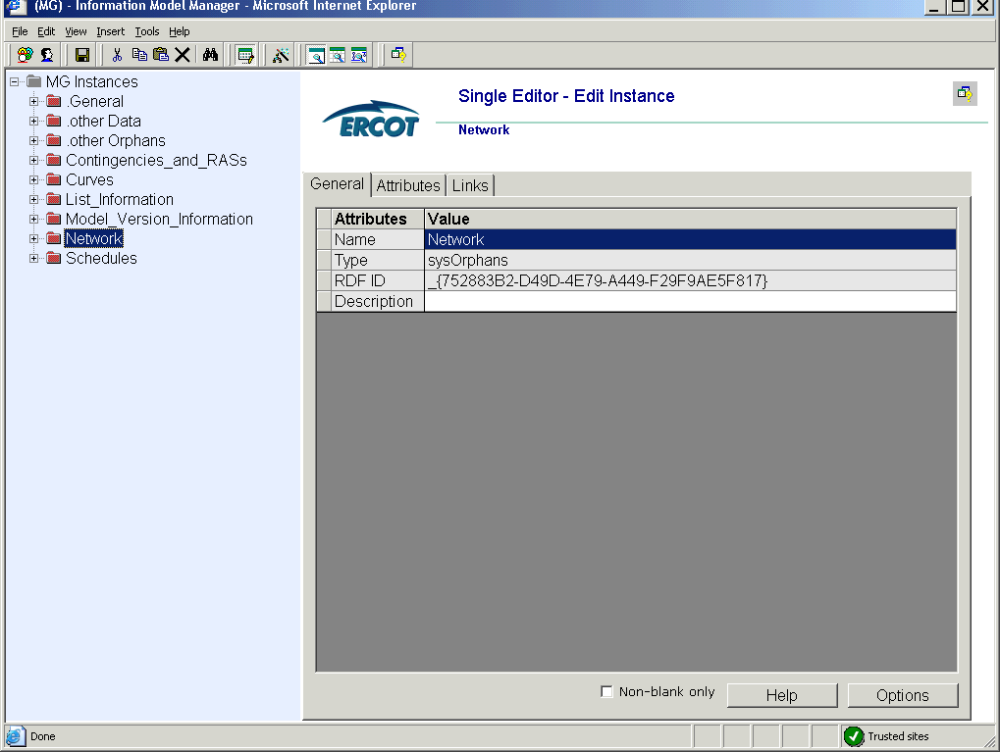 (MG) - Information Model Manager - Microsoft Internet Explorer
File Edit View Insert Tools Help
MG Instances
.General
.other Data
.other Orphans
Contingencies_and_RASs
Curves
List_Information
Model_Version_Information
Network
Schedules
ERCOT
Single Editor - Edit Instance
Network
General Attributes Links
Attributes Value
Name Network
Type sysOrphans
RDF ID _{752883B2-D49D-4E79-A449-F29F9AE5F817}
Description
Non-blank only Help Options
Done Trusted sites